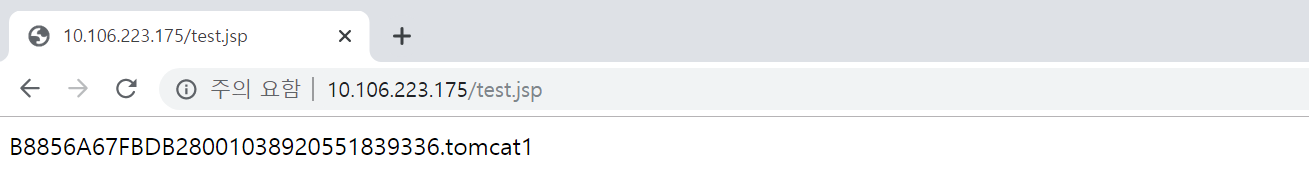 10.106.223.175/test.jsp
주의 요함 | 10.106.223.175/test.jsp
B8856A67FBDB28001038920551839336.tomcat1